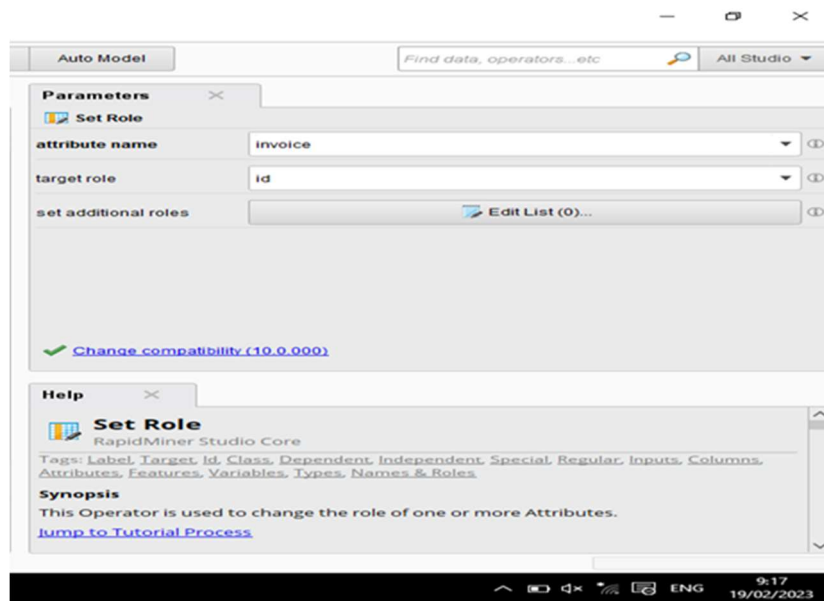 Auto Model
Find data, operators...etc
All Studio
Parameters
Set Role
attribute name
invoice
target role
id
set additional roles
Edit List (0)...
Change compatibility (10.0.000)
Help
Set Role
RapidMiner Studio Core
Tags: Label, Target, Id, Class, Dependent, Independent, Special, Regular, Inputs, Columns,
Attributes, Features, Variables, Types, Names & Roles
Synopsis
This Operator is used to change the role of one or more Attributes.
Jump to Tutorial Process
ENG
9:17
19/02/2023